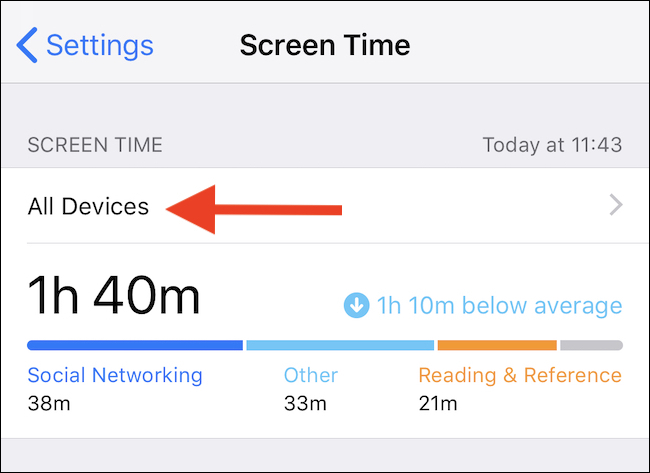 Settings Screen Time
SCREEN TIME Today at 11:43
All Devices
1h 40m 1h 10m below average
Social Networking Other Reading & Reference
38m 33m 21m